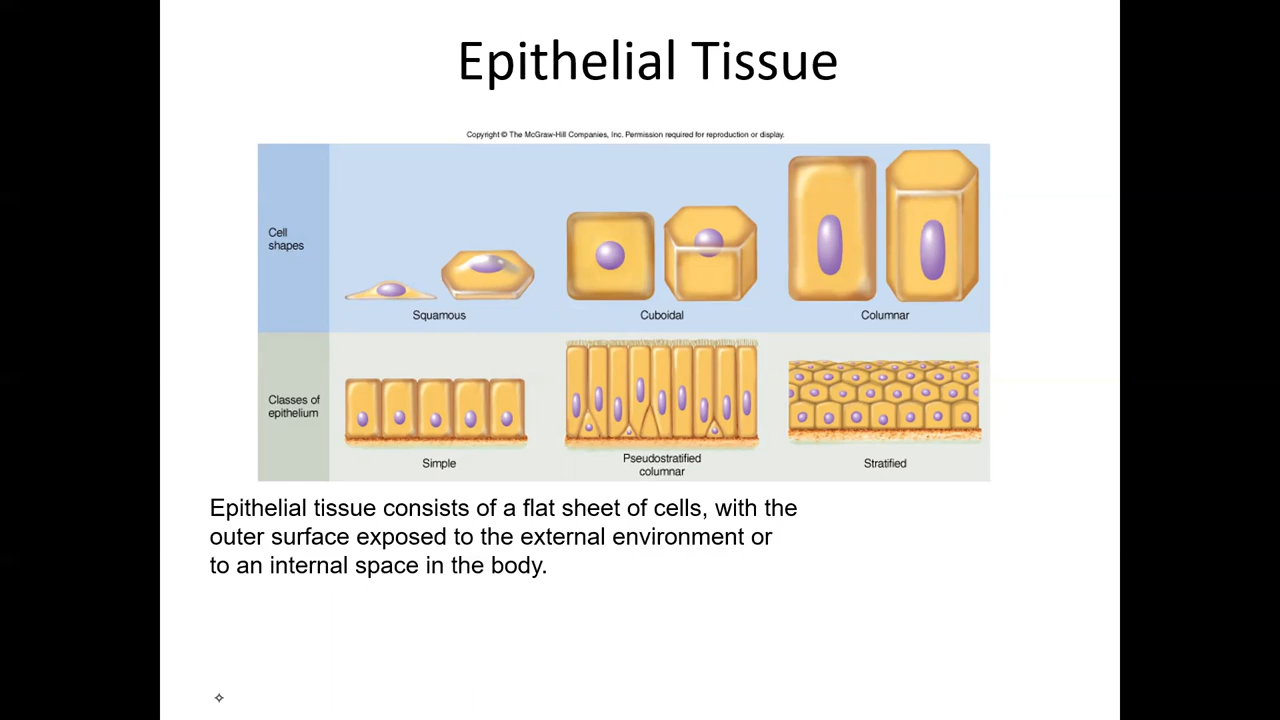 Epithelial Tissue
Copyright © The McGraw-Hill Companies, Inc. Permission required for reproduction or display.
Cell
shapes
Squamous
Cuboidal
Columnar
Classes of
epithelium
Simple
Pseudostratified
columnar
Stratified
Epithelial tissue consists of a flat sheet of cells, with the
outer surface exposed to the external environment or
to an internal space in the body.